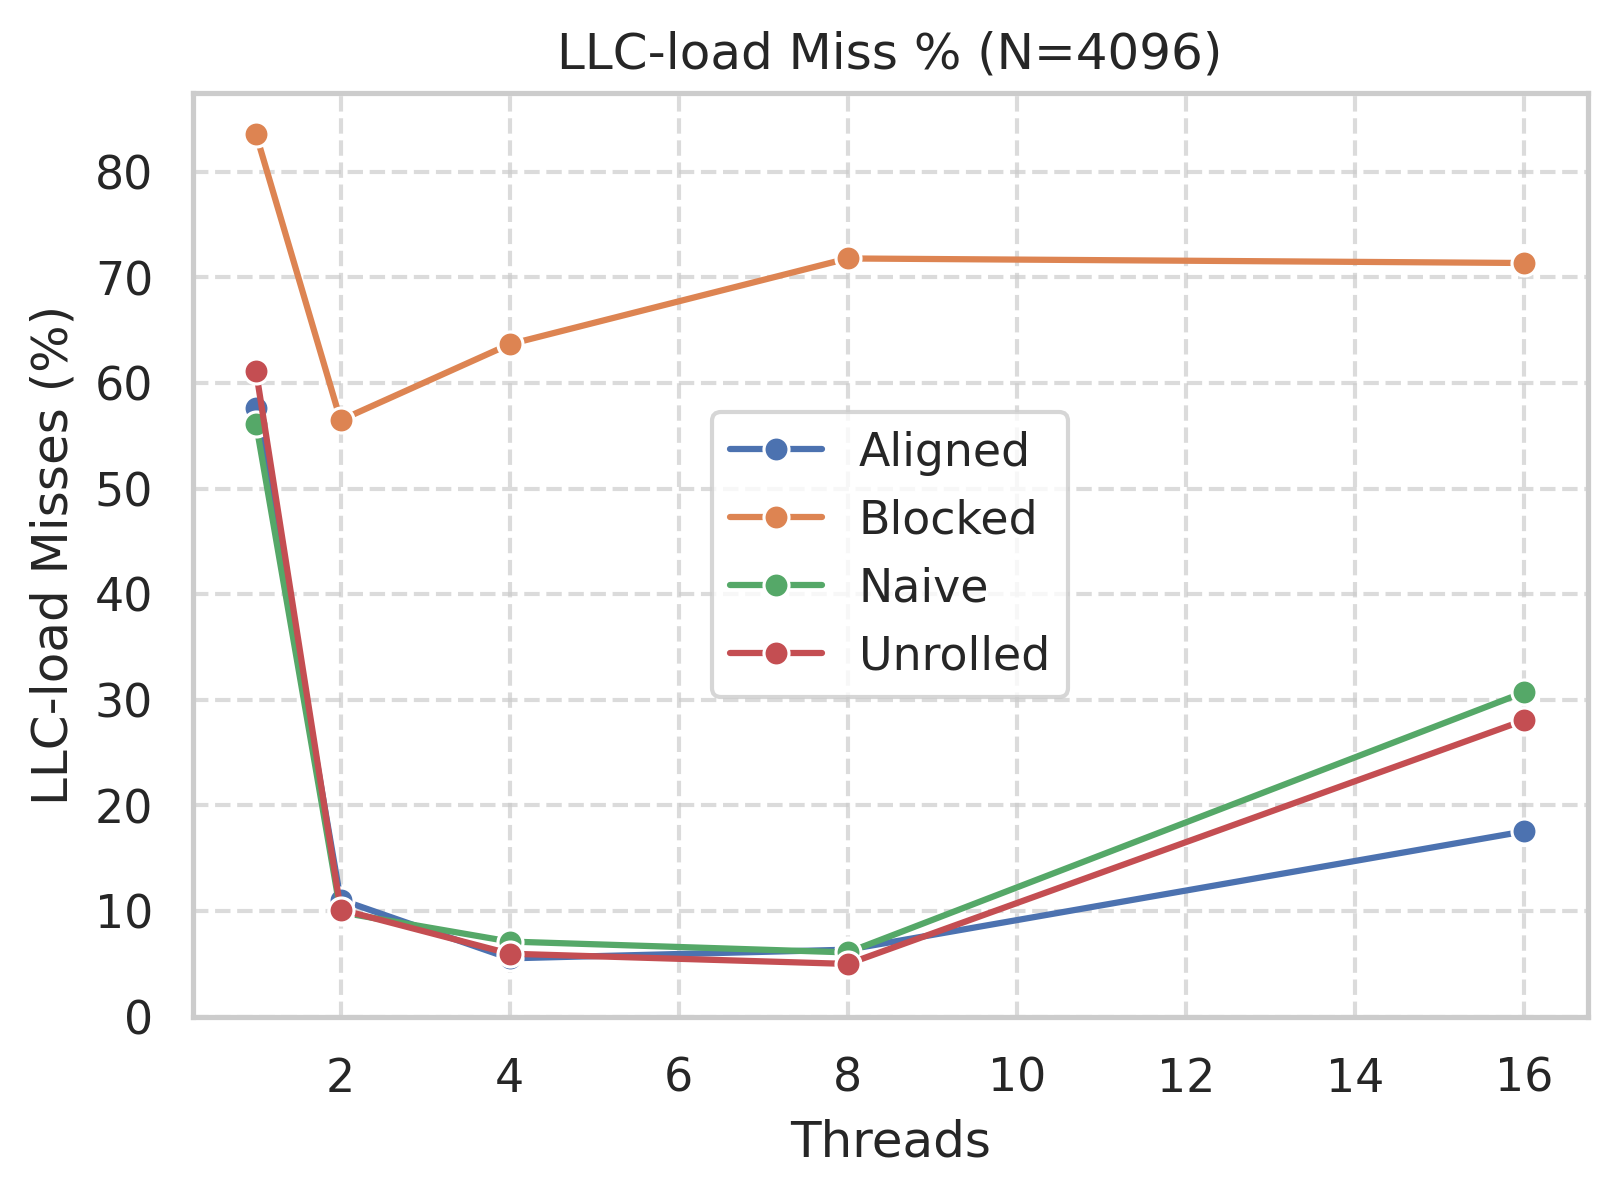 LLC-load Miss % (N=4096)
LLC-load Misses (%)
80
70
60
50
40
30
20
10
0
Aligned
Blocked
Naive
Unrolled
2 4 6 8 10 12 14 16
Threads